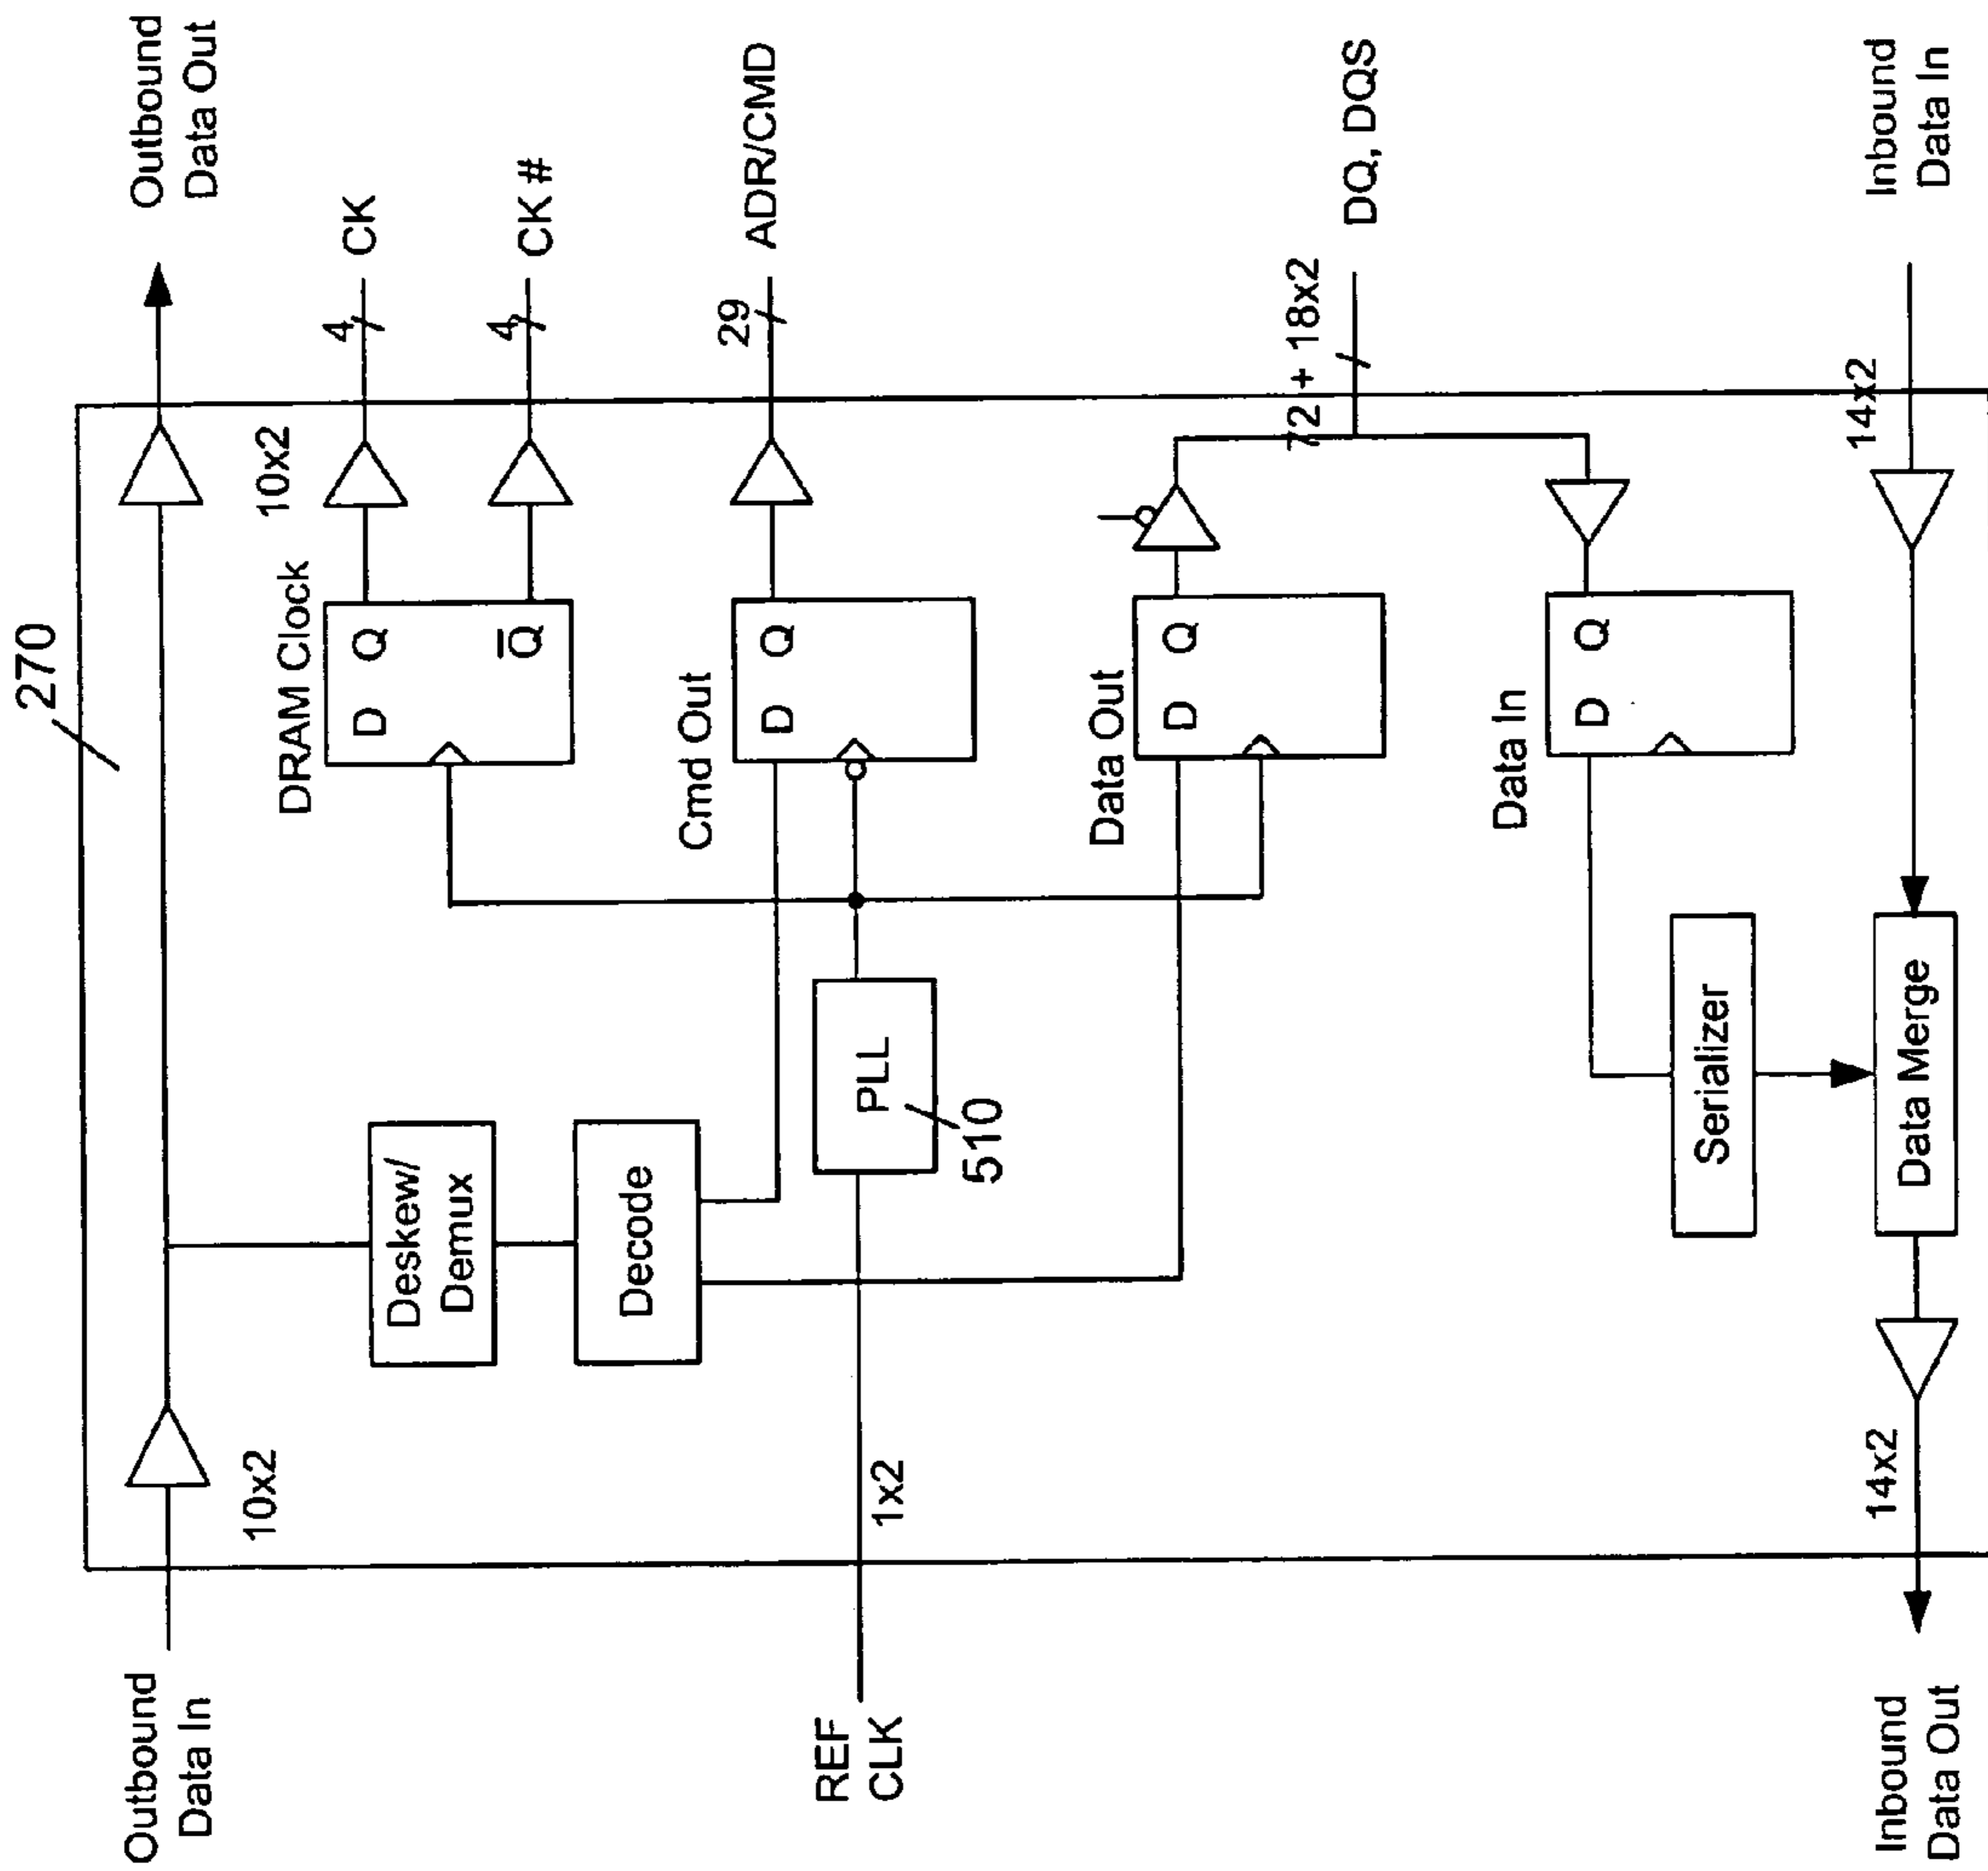 270
Outbound
Data In
10x2
Outbound
Data Out
10x2
DRAM Clock
D Q
Q
4
CK
4
CK #
Deskew/
Demux
Decode
Cmd Out
D Q
29
ADR/CMD
REF
CLK
1x2
PLL
510
Data Out
D Q
72 + 18x2
DQ, DQS
Data In
D Q
Serializer
Data Merge
14x2
Inbound
Data In
14x2
Inbound
Data Out